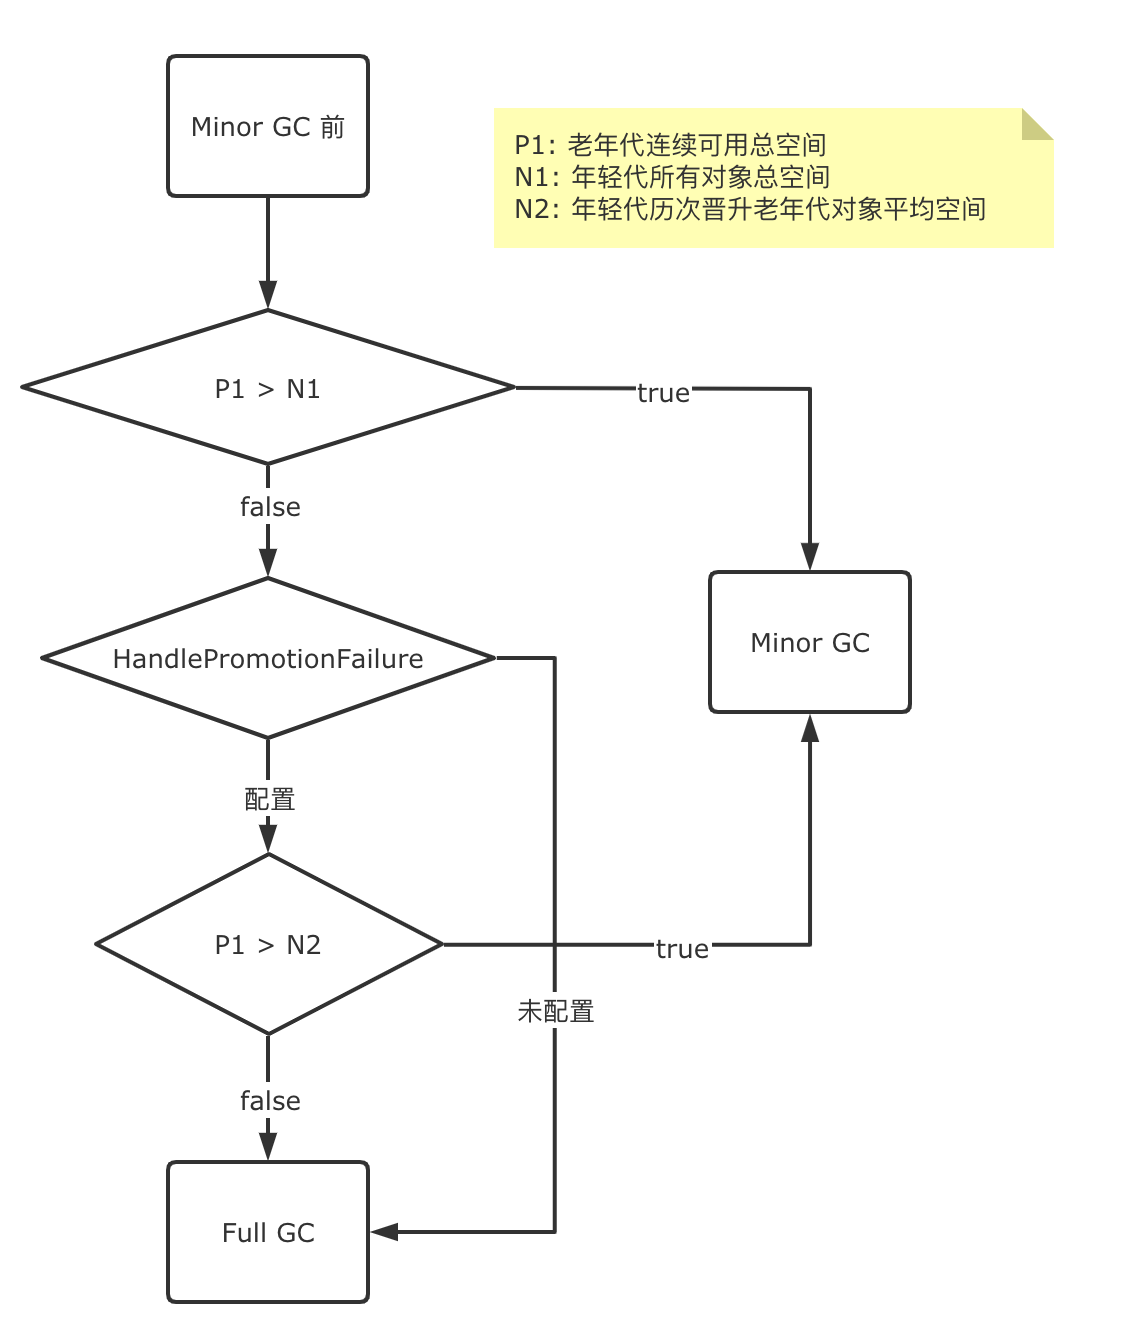 Minor GC 前
P1: 老年代连续可用总空间
N1: 年轻代所有对象总空间
N2: 年轻代历次晋升老年代对象平均空间
P1 > N1
true
false
HandlePromotionFailure
Minor GC
配置
P1 > N2
true
未配置
false
Full GC